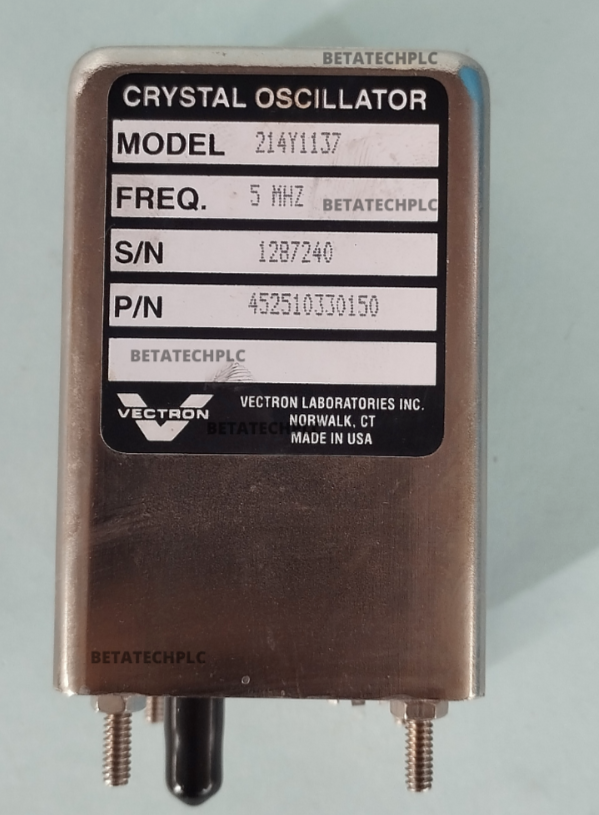 BETATECHPLC
CRYSTAL OSCILLATOR
MODEL 214Y1137
FREQ. 5 MHZ BETATECHPLC
S/N 1287240
P/N 452510330150
BETATECHPLC
VECTRON
VECTRON LABORATORIES INC.
BETATECHPLC NORWALK, CT
MADE IN USA
BETATECHPLC